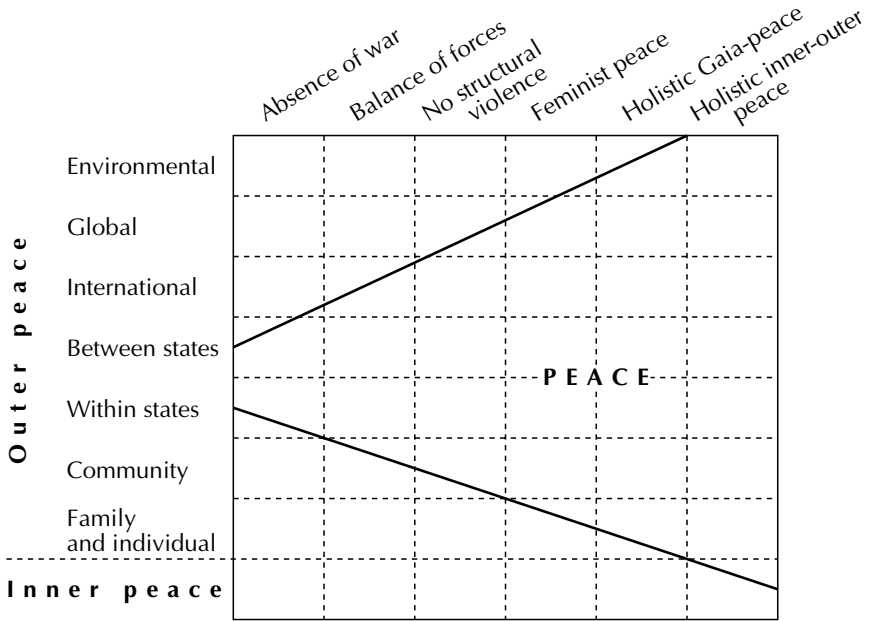 Absence of war
Balance of forces
No structural
violence
Feminist peace
Holistic Gaia-peace
Holistic inner-outer
peace
Outer peace
Environmental
Global
International
Between states
PEACE
Within states
Community
Family
and individual
Inner peace